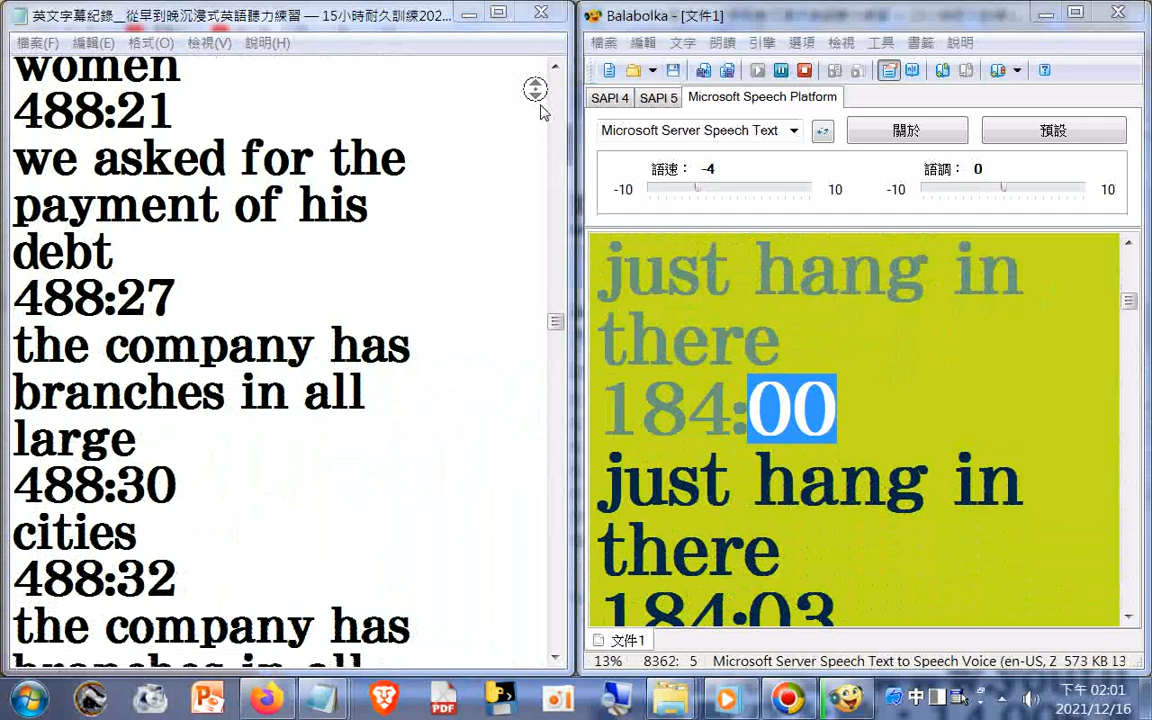 英文字幕紀錄__從早到晚沉浸式英語聽力練習 — 15小時耐久訓練202...
檔案(F) 編輯(E) 格式(O) 檢視(V) 說明(H)
women
488:21
we asked for the
payment of his
debt
488:27
the company has
branches in all
large
488:30
cities
488:32
the company has
branches in all
Balabolka - [文件1]
檔案 編輯 文字 朗讀 引擎 選項 檢視 工具 書籤 說明
SAPI 4 SAPI 5 Microsoft Speech Platform
Microsoft Server Speech Text 關於 預設
語速： -4 語調： 0
-10 10 -10 10
just hang in
there
184:00
just hang in
there
184:03
文件1
13% 8362: 5 Microsoft Server Speech Text to Speech Voice (en-US, Z 573 KB 13
PDF
中
下午 02:01
2021/12/16